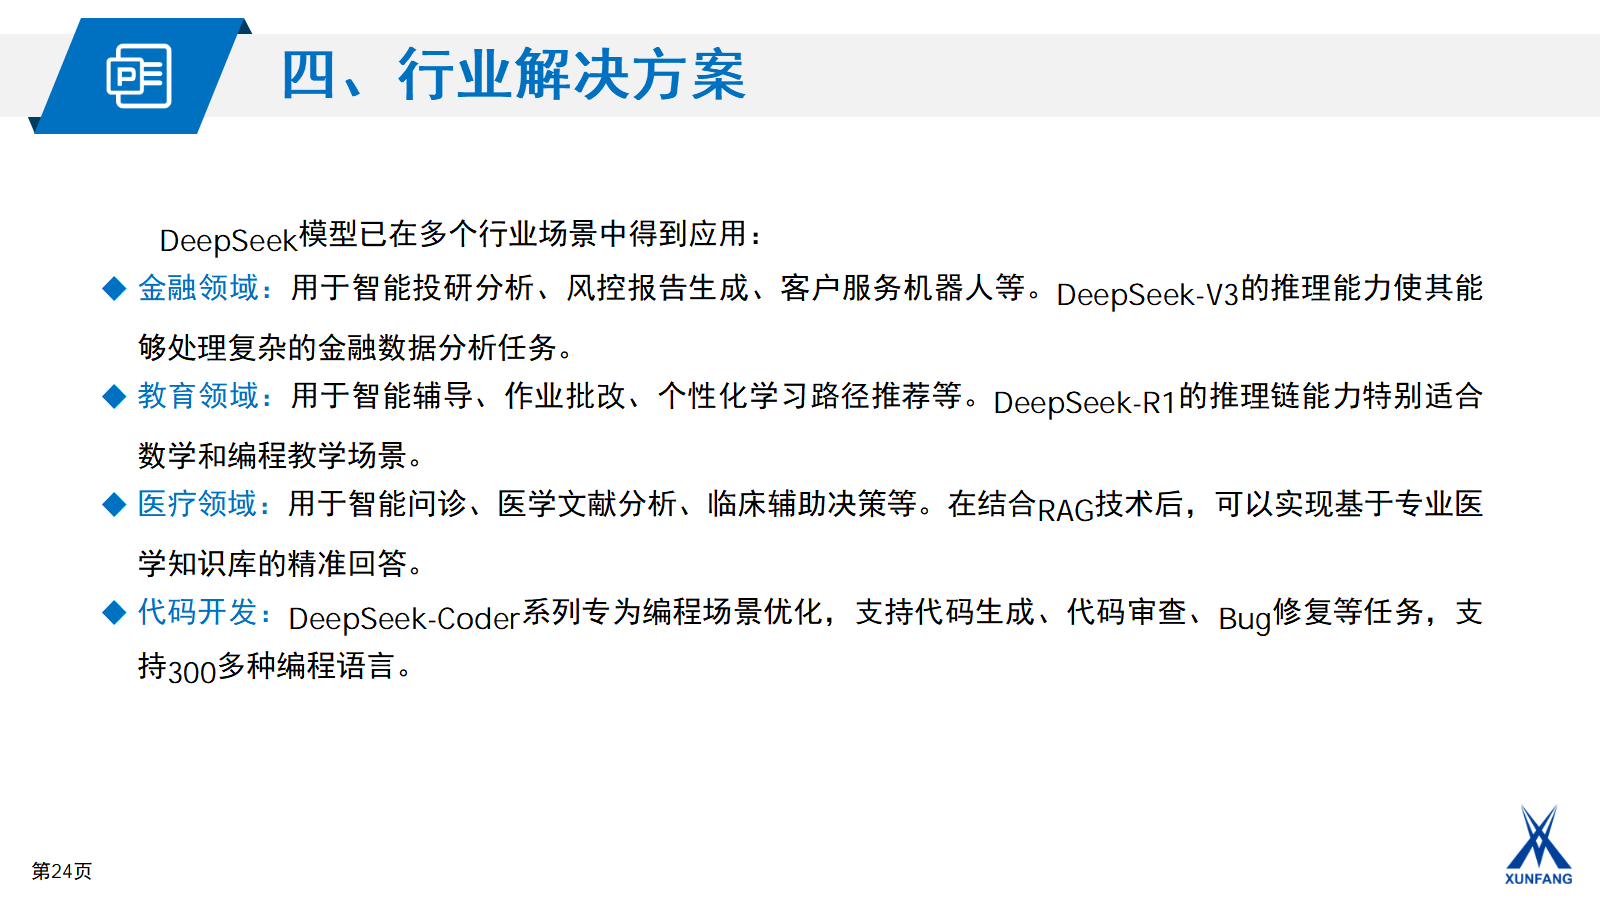 四、行业解决方案
DeepSeek模型已在多个行业场景中得到应用：
金融领域：用于智能投研分析、风控报告生成、客户服务机器人等。DeepSeek-V3的推理能力使其能
够处理复杂的金融数据分析任务。
教育领域：用于智能辅导、作业批改、个性化学习路径推荐等。DeepSeek-R1的推理链能力特别适合
数学和编程教学场景。
医疗领域：用于智能问诊、医学文献分析、临床辅助决策等。在结合RAG技术后，可以实现基于专业医
学知识库的精准回答。
代码开发：DeepSeek-Coder系列专为编程场景优化，支持代码生成、代码审查、Bug修复等任务，支
持300多种编程语言。
第24页
XUNFANG